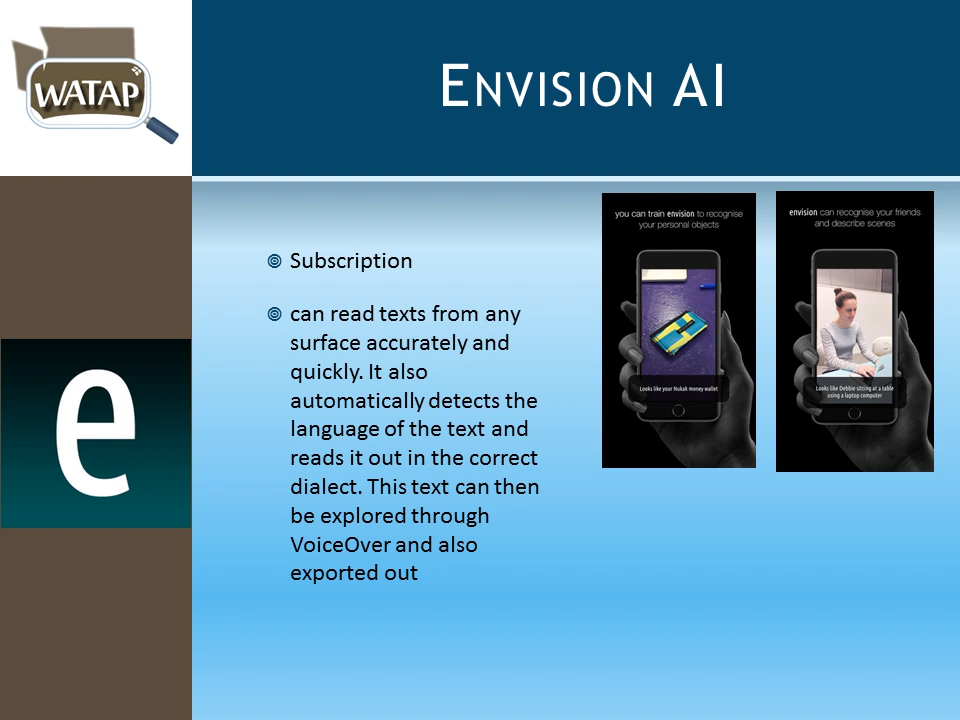 WATAP
ENVISION AI
e
Subscription
can read texts from any
surface accurately and
quickly. It also
automatically detects the
language of the text and
reads it out in the correct
dialect. This text can then
be explored through
VoiceOver and also
exported out
you can train envision to recognise
your personal objects
Looks like your Nukak money wallet
envision can recognise your friends
and describe scenes
Looks like Debbie sitting at a table
using a laptop computer